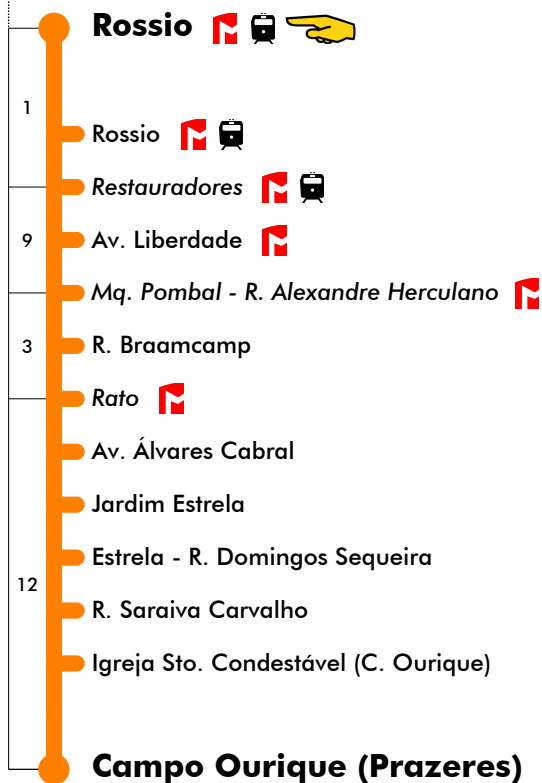 Rossio
1
Rossio
Restauradores
9
Av. Liberdade
Mq. Pombal - R. Alexandre Herculano
3
R. Braamcamp
Rato
Av. Álvares Cabral
Jardim Estrela
Estrela - R. Domingos Sequeira
12
R. Saraiva Carvalho
Igreja Sto. Condestável (C. Ourique)
Campo Ourique (Prazeres)